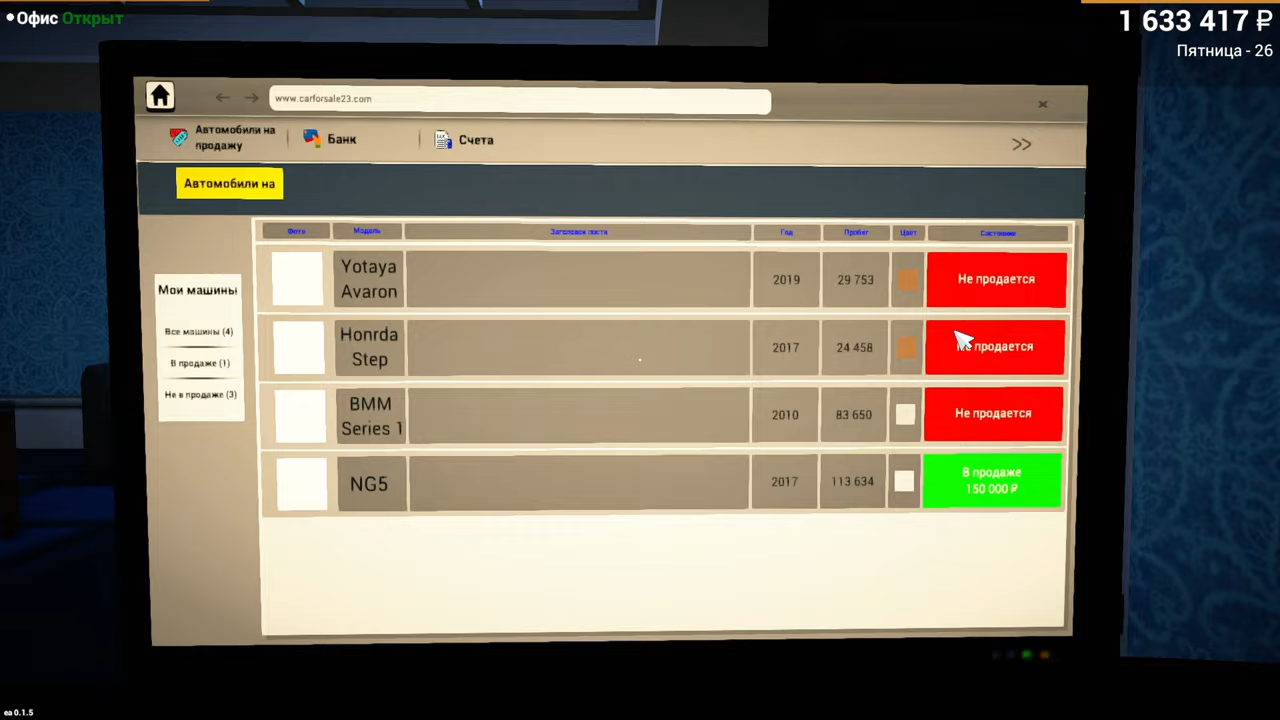 Офис Открыт
1 633 417 ₽
Пятница - 26
www.carforsale23.com
Автомобили на
продажу
Банк
Счета
>>
Автомобили на
Фото Модель Заголовок поста Год Пробег Цвет Состояние
Мои машины
Все машины (4)
В продаже (1)
Не в продаже (3)
Yotaya
Avaron
2019
29 753
Не продается
Honrda
Step
2017
24 458
продается
BMM
Series 1
2010
83 650
Не продается
NG5
2017
113 634
В продаже
150 000 ₽
ea 0.1.5